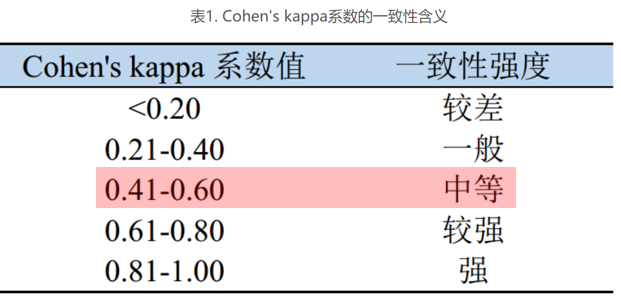 表1. Cohen's kappa系数的一致性含义
Cohen's kappa 系数值 一致性强度
<0.20 较差
0.21-0.40 一般
0.41-0.60 中等
0.61-0.80 较强
0.81-1.00 强